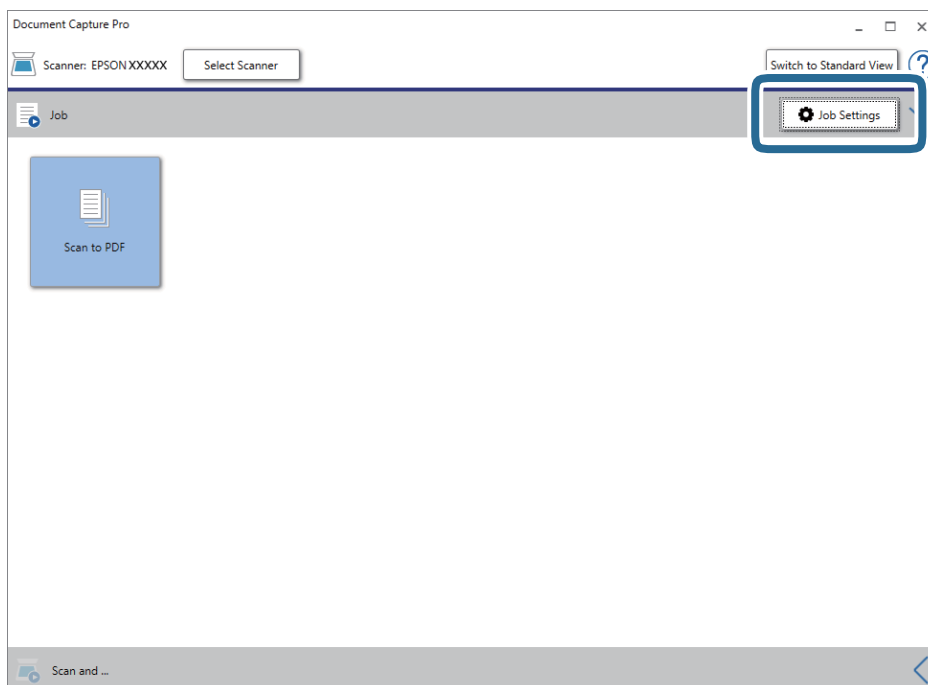 Document Capture Pro
Scanner: EPSON XXXXX
Select Scanner
Switch to Standard View
?
Job
Job Settings
Scan to PDF
Scan and ...